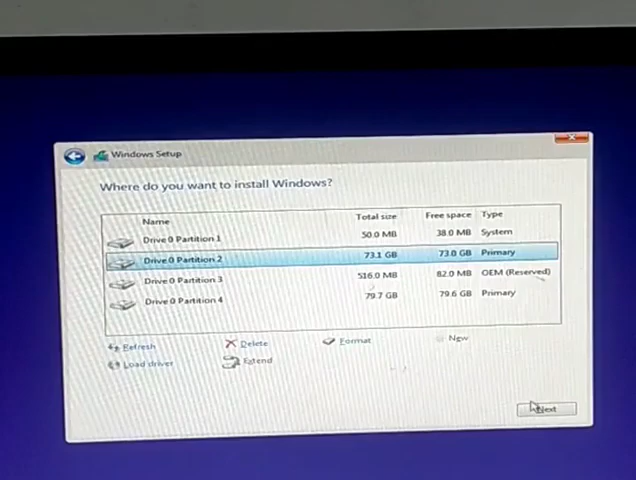 Windows Setup
Where do you want to install Windows?
Name Total size Free space Type
Drive 0 Partition 1 50.0 MB 38.0 MB System
Drive 0 Partition 2 73.1 GB 73.0 GB Primary
Drive 0 Partition 3 516.0 MB 82.0 MB OEM (Reserved)
Drive 0 Partition 4 79.7 GB 79.6 GB Primary
Refresh Delete Format New
Load driver Extend
Next